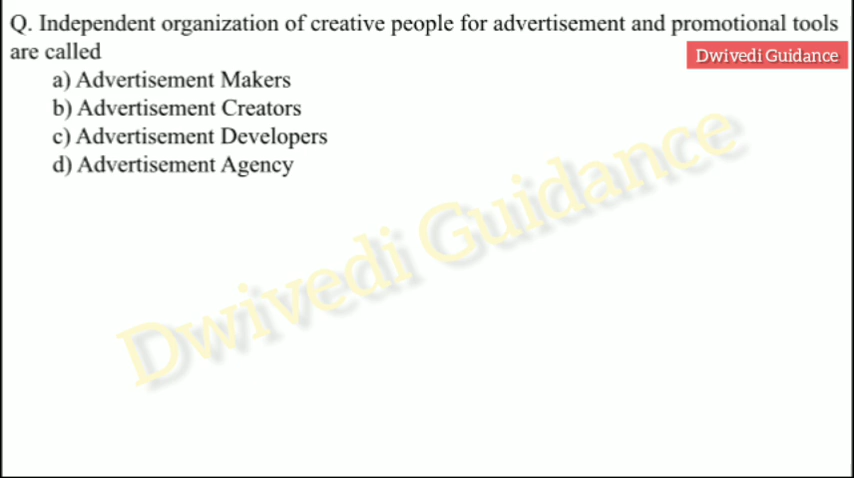 Q. Independent organization of creative people for advertisement and promotional tools
are called
Dwivedi Guidance
a) Advertisement Makers
b) Advertisement Creators
c) Advertisement Developers
d) Advertisement Agency
Dwivedi Guidance